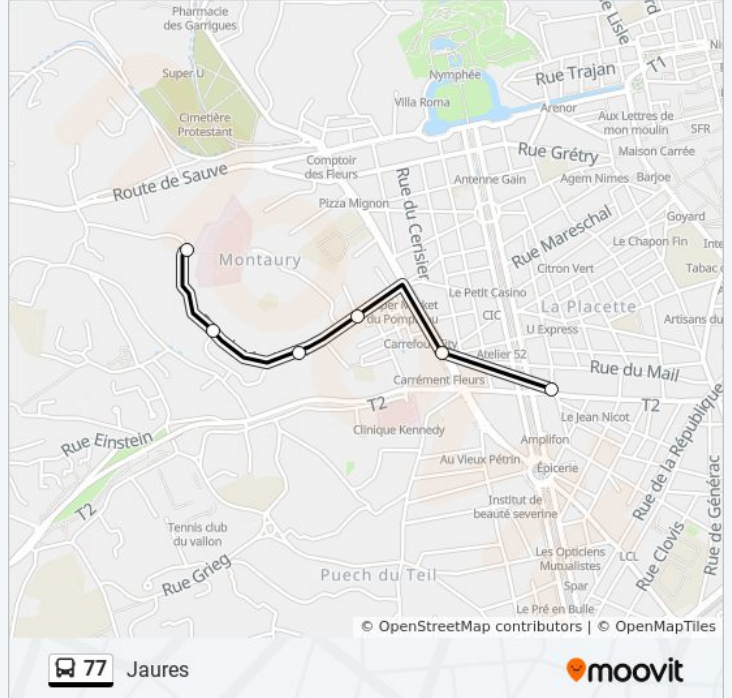 Pharmacie
des Garrigues
Super U
Cimetière
Protestant
Nymphée
Villa Roma
Rue Trajan
T1
Arenor
Aux Lettres de
mon moulin
SFR
Maison Carrée
Rue Grétry
Comptoir
des Fleurs
Route de Sauve
Antenne Gain
Agem Nimes
Barjoe
Pizza Mignon
Rue du Cerisier
Rue Mareschal
Goyard
Le Chapon Fin
Montaury
Citron Vert
Le Petit Casino
La Placette
CIC
U Express
Atelier 52
Rue du Mail
Carrément Fleurs
T2
T2
Le Jean Nicot
Clinique Kennedy
Rue Einstein
Amplifon
Au Vieux Pétrin
Épicerie
Rue de la République
T2
Institut de
beauté severine
Tennis club
du vallon
Rue Grieg
Puech du Teil
Les Opticiens
Mutualistes
LCL
Spar
Rue Clovis
Rue de Générac
Le Pré en Bulle
© OpenStreetMap contributors | © OpenMapTiles
77 Jaures
moovit